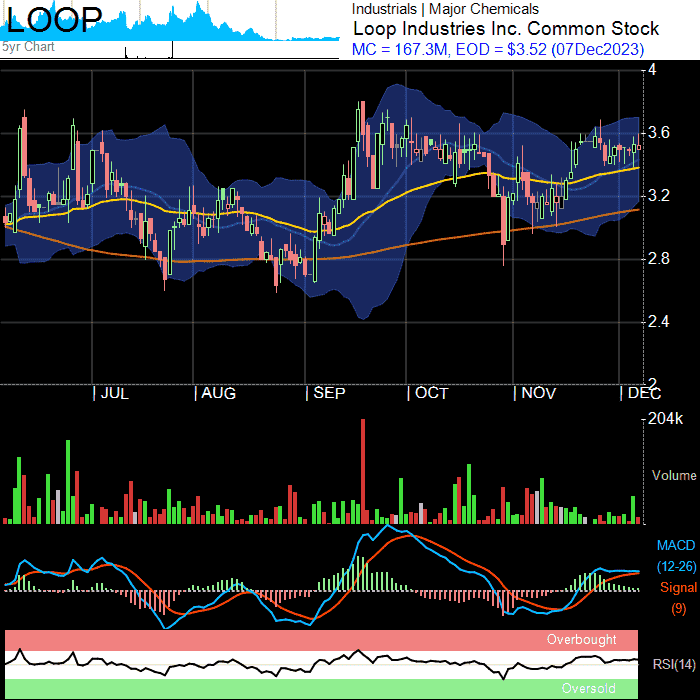 LOOP
5yr Chart
Industrials | Major Chemicals
Loop Industries Inc. Common Stock
MC = 167.3M, EOD = $3.52 (07Dec2023)
4
3.6
3.2
2.8
2.4
2
| JUL | AUG | SEP | OCT | NOV | DEC
204k
Volume
MACD
(12-26)
Signal
(9)
Overbought
RSI(14)
Oversold